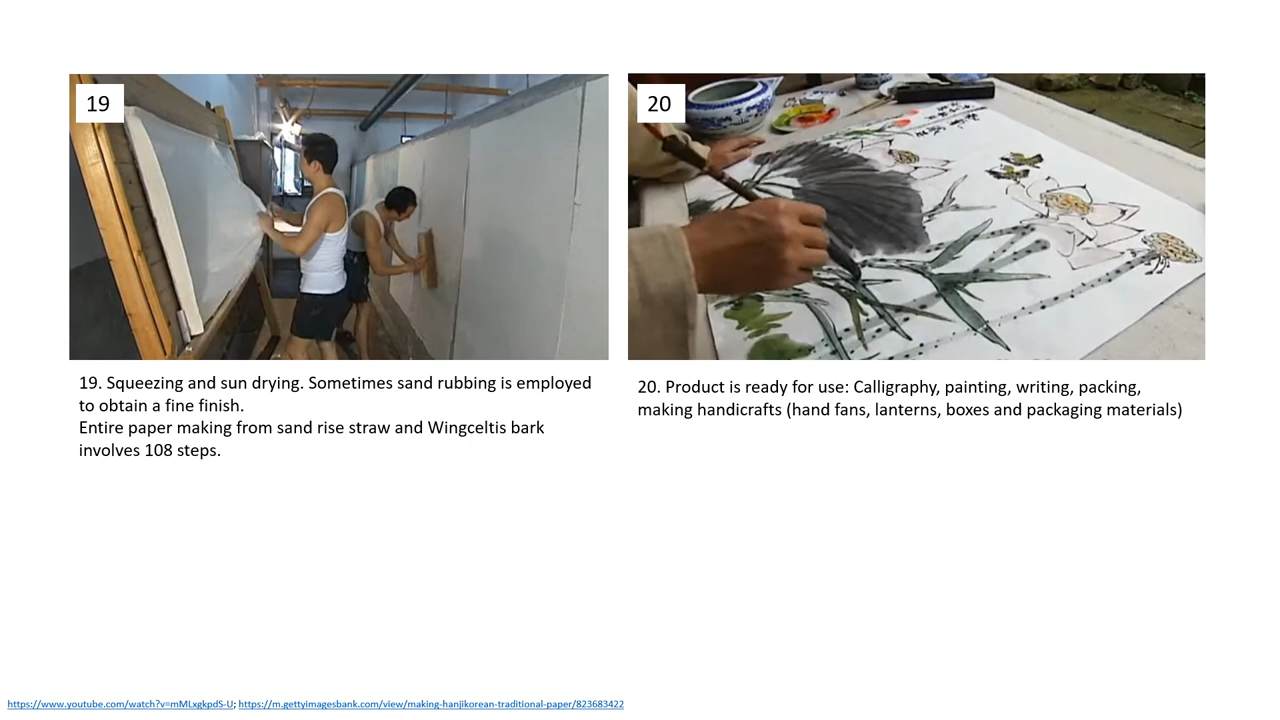 19
20
19. Squeezing and sun drying. Sometimes sand rubbing is employed
to obtain a fine finish.
Entire paper making from sand rise straw and Wingceltis bark
involves 108 steps.
20. Product is ready for use: Calligraphy, painting, writing, packing,
making handicrafts (hand fans, lanterns, boxes and packaging materials)
https://www.youtube.com/watch?v=mMLxgkpdS-U; https://m.gettyimagesbank.com/view/making-hanjikorean-traditional-paper/823683422